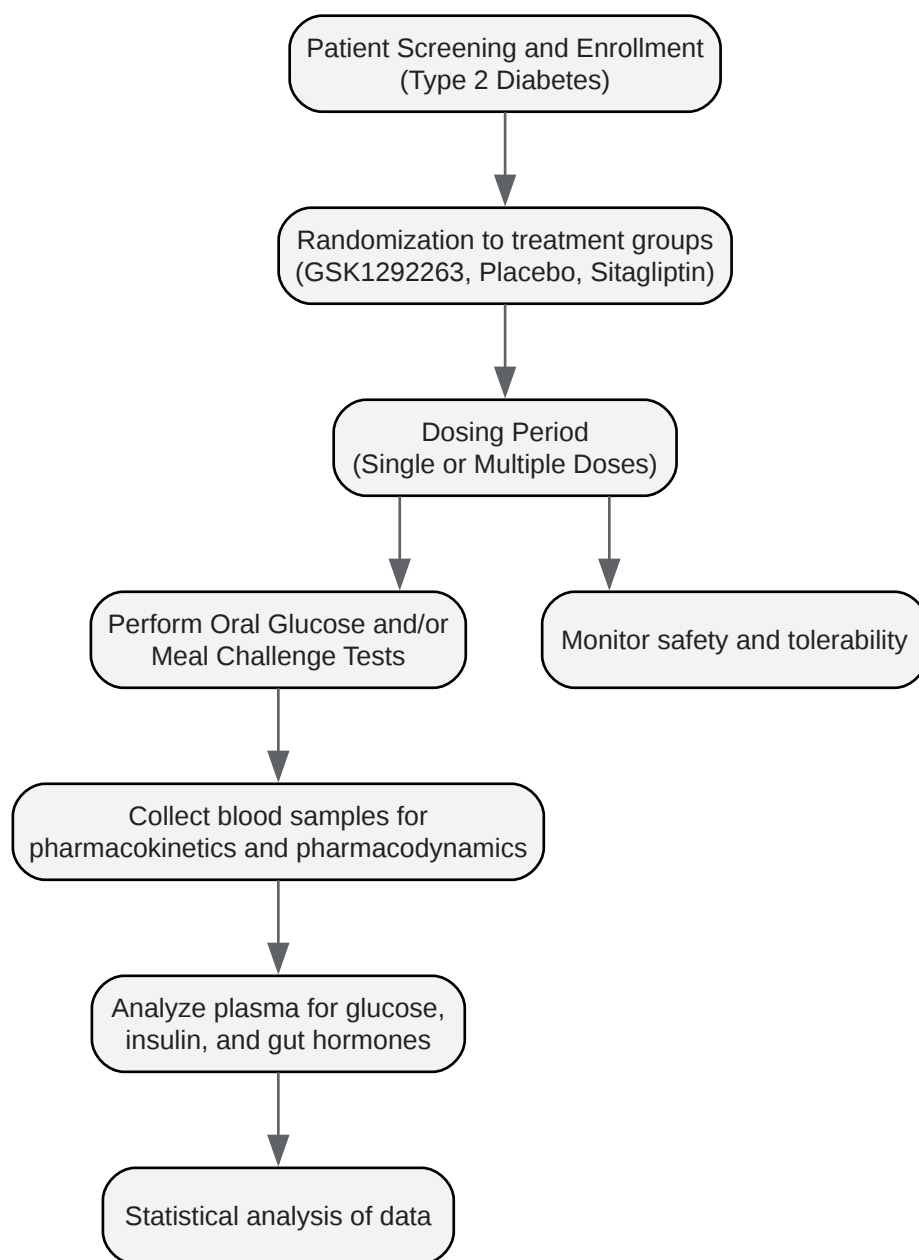 Patient Screening and Enrollment
(Type 2 Diabetes)
Randomization to treatment groups
(GSK1292263, Placebo, Sitagliptin)
Dosing Period
(Single or Multiple Doses)
Perform Oral Glucose and/or
Meal Challenge Tests
Monitor safety and tolerability
Collect blood samples for
pharmacokinetics and pharmacodynamics
Analyze plasma for glucose,
insulin, and gut hormones
Statistical analysis of data